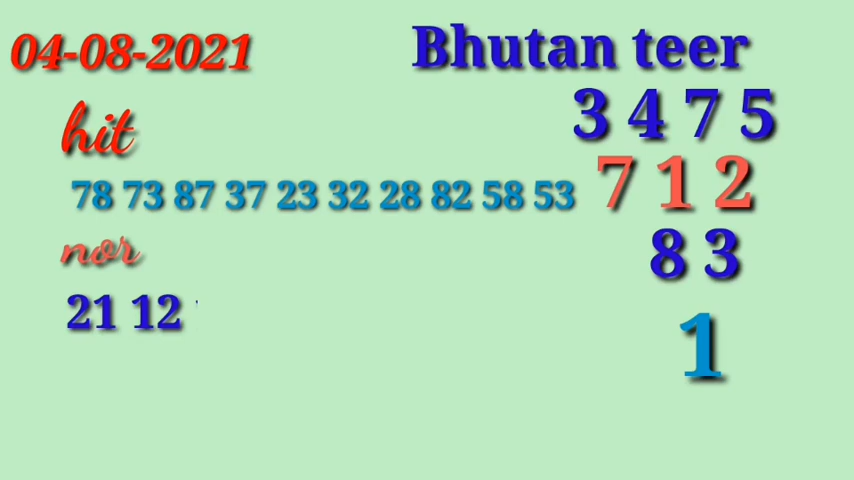 04-08-2021
Bhutan teer
3 4 7 5
hit
7 1 2
78 73 87 37 23 32 28 82 58 53
8 3
nor
21 12
1